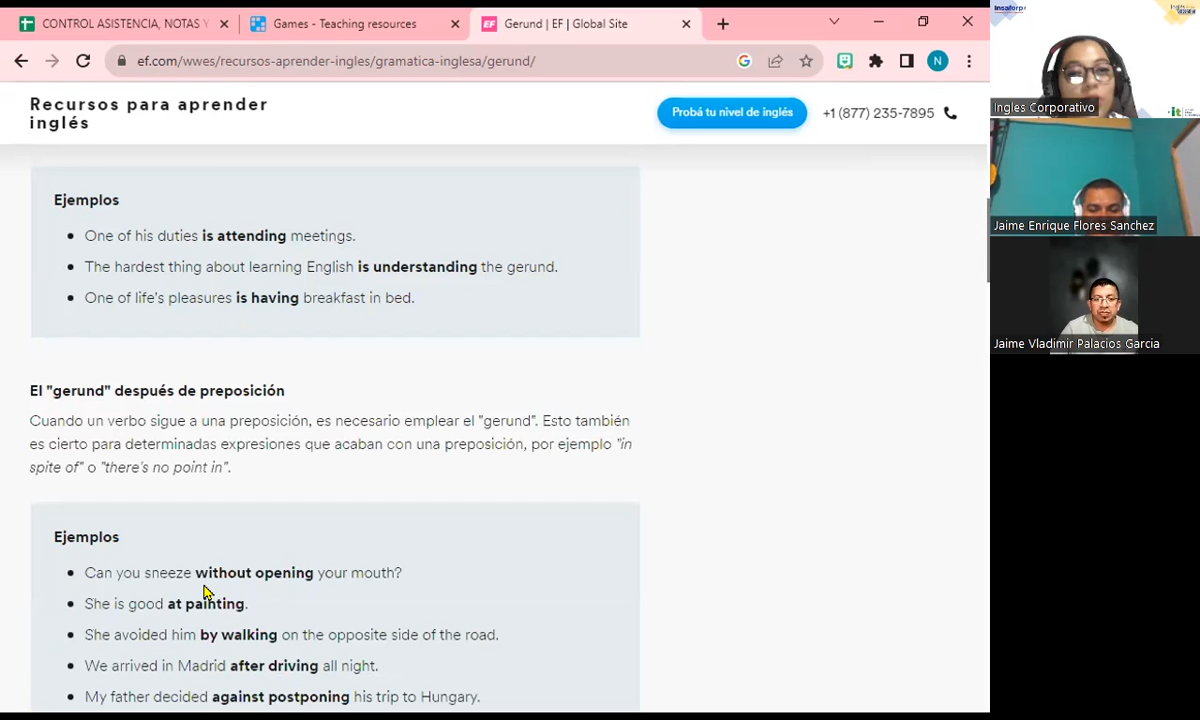 CONTROL ASISTENCIA, NOTAS Y
Games - Teaching resources
Gerund | EF | Global Site
ef.com/wwes/recursos-aprender-ingles/gramatica-inglesa/gerund/
N
Recursos para aprender
inglés
Probá tu nivel de inglés
+1 (877) 235-7895
Ejemplos
One of his duties is attending meetings.
The hardest thing about learning English is understanding the gerund.
One of life's pleasures is having breakfast in bed.
El "gerund" después de preposición
Cuando un verbo sigue a una preposición, es necesario emplear el "gerund". Esto también
es cierto para determinadas expresiones que acaban con una preposición, por ejemplo "in
spite of" o "there's no point in".
Ejemplos
Can you sneeze without opening your mouth?
She is good at painting.
She avoided him by walking on the opposite side of the road.
We arrived in Madrid after driving all night.
My father decided against postponing his trip to Hungary.
Insaforp
Ingles Corporativo
Jaime Enrique Flores Sanchez
Jaime Vladimir Palacios Garcia